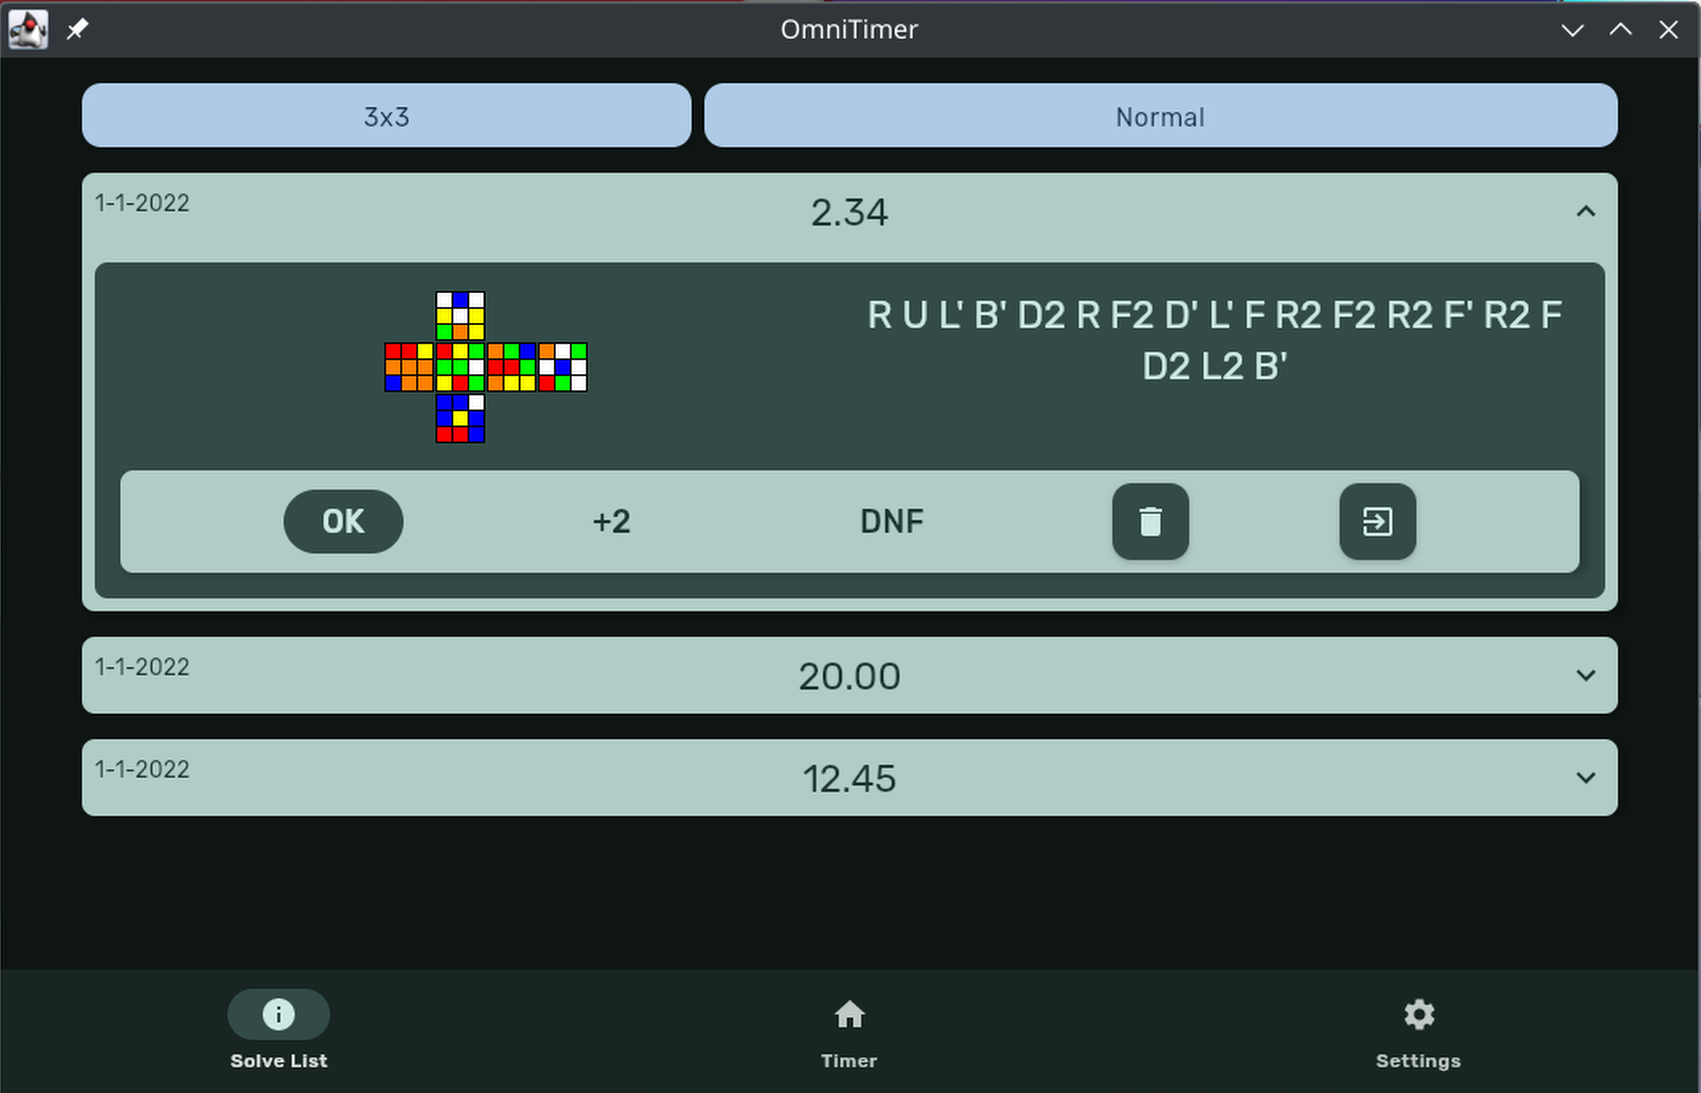 OmniTimer
3x3
Normal
1-1-2022
2.34
R U L' B' D2 R F2 D' L' F R2 F2 R2 F' R2 F
D2 L2 B'
OK
+2
DNF
1-1-2022
20.00
1-1-2022
12.45
Solve List
Timer
Settings